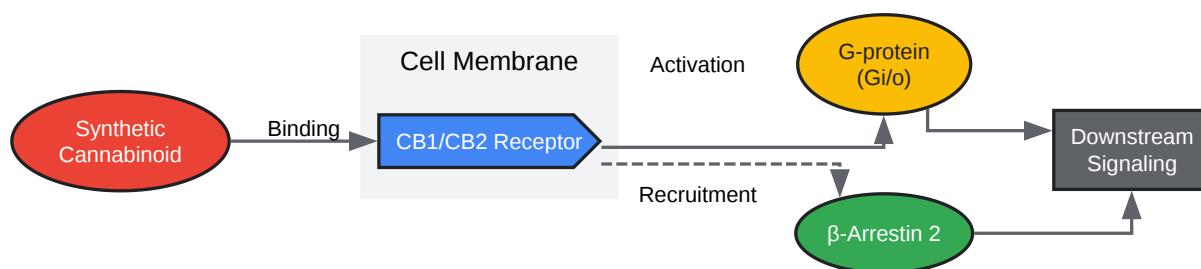 Cell Membrane
Synthetic
Cannabinoid
Binding
CB1/CB2 Receptor
Activation
Recruitment
G-protein
(Gi/o)
β-Arrestin 2
Downstream
Signaling